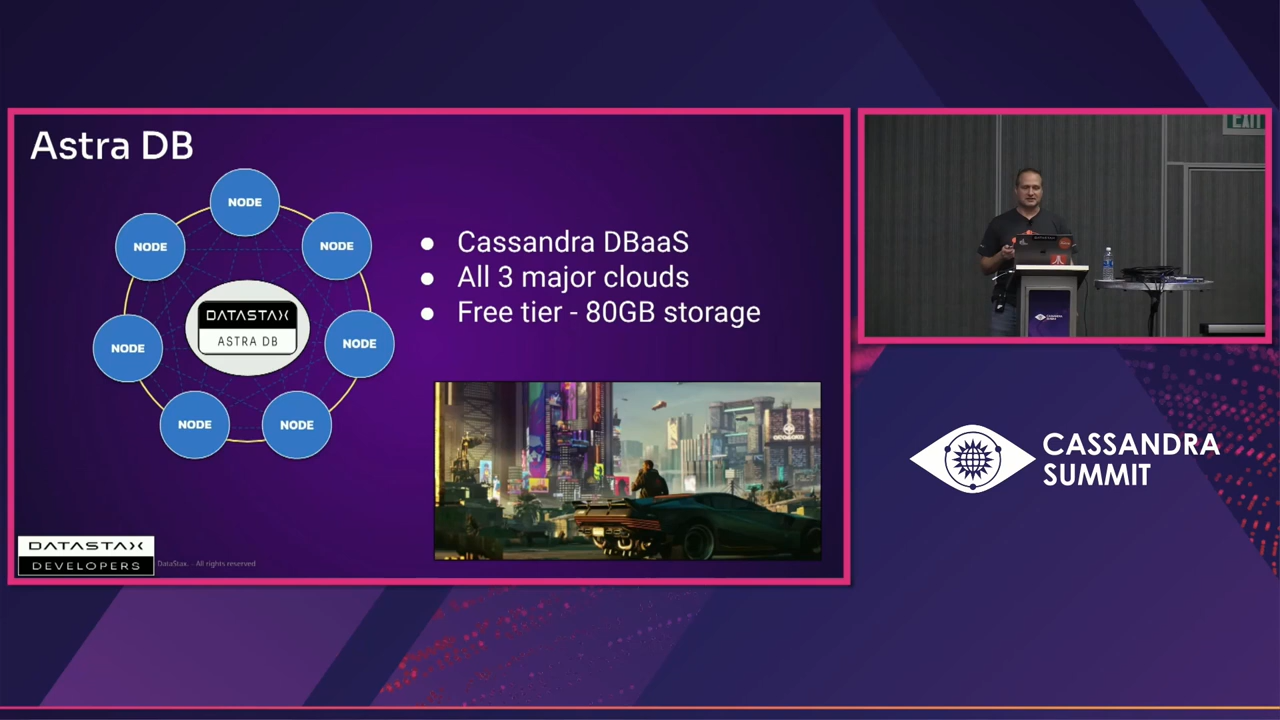 Astra DB
NODE
NODE
NODE
NODE
NODE
NODE
NODE
DATASTAX
ASTRA DB
● Cassandra DBaaS
● All 3 major clouds
● Free tier - 80GB storage
DATASTAX
DEVELOPERS
DataStax. - All rights reserved
EXIT
CASSANDRA
SUMMIT